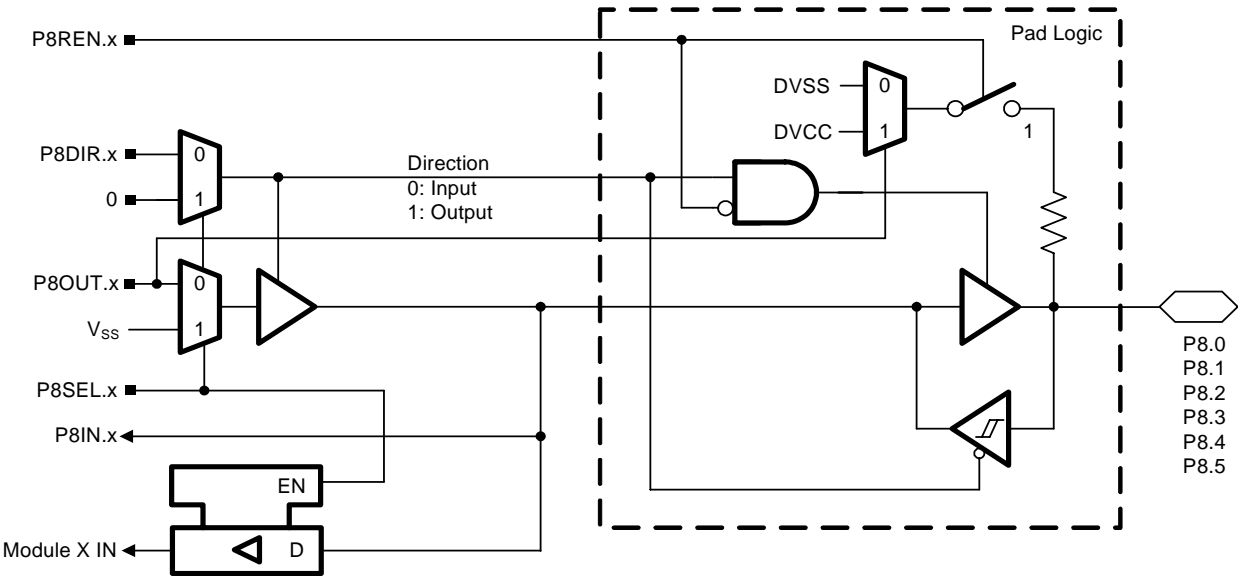 P8REN.x
Pad Logic
DVSS
0
DVCC
1
1
P8DIR.x
0
0
1
Direction
0: Input
1: Output
P8OUT.x
0
VSS
1
P8SEL.x
P8IN.x
EN
Module X IN
D
P8.0
P8.1
P8.2
P8.3
P8.4
P8.5